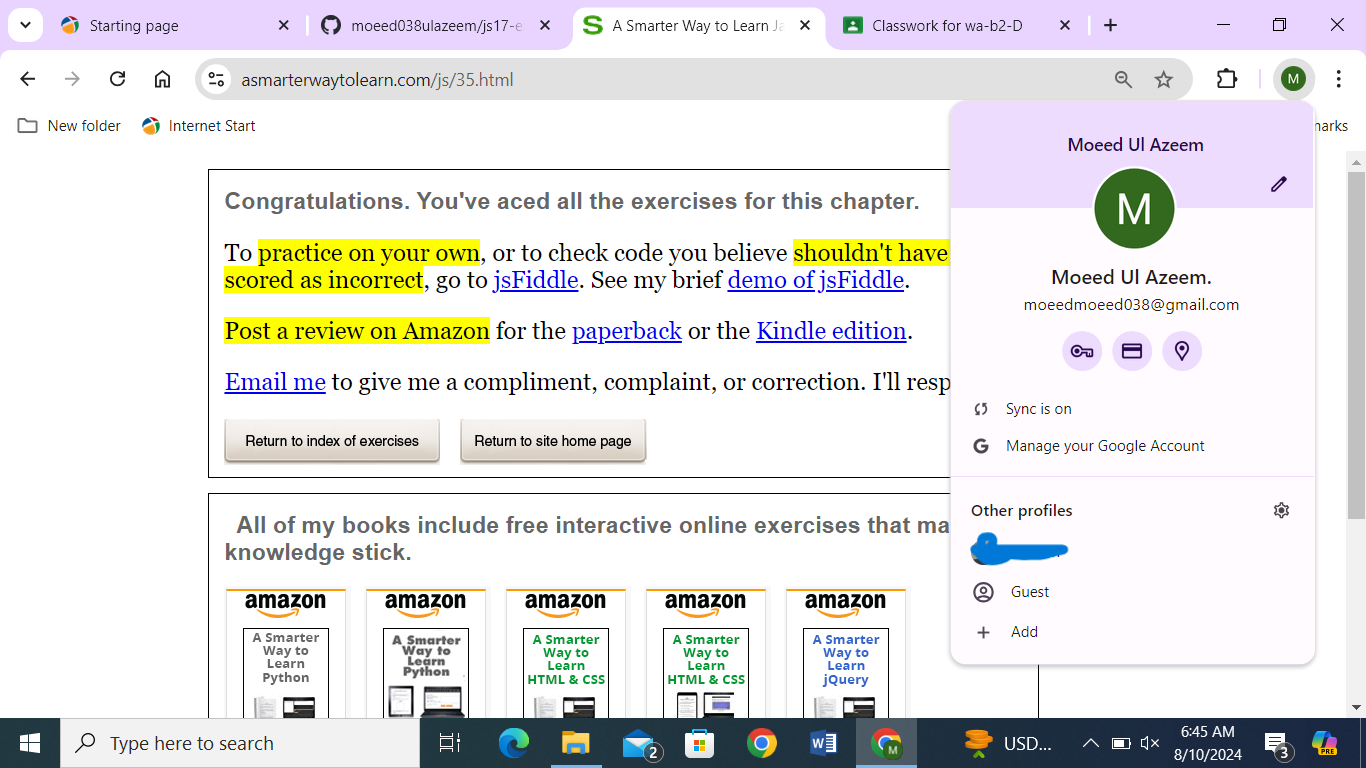 Starting page
moeed038ulazeem/js17-e
A Smarter Way to Learn Ja
Classwork for wa-b2-D
asmarterwaytolearn.com/js/35.html
M
New folder
Internet Start
narks
Congratulations. You've aced all the exercises for this chapter.
To practice on your own, or to check code you believe shouldn't have
scored as incorrect, go to jsFiddle. See my brief demo of jsFiddle.
Post a review on Amazon for the paperback or the Kindle edition.
Email me to give me a compliment, complaint, or correction. I'll resp
Return to index of exercises
Return to site home page
All of my books include free interactive online exercises that ma
knowledge stick.
amazon
A Smarter
Way to
Learn
Python
amazon
A Smarter
Way to
Learn
Python
amazon
A Smarter
Way to
Learn
HTML & CSS
amazon
A Smarter
Way to
Learn
HTML & CSS
amazon
A Smarter
Way to
Learn
jQuery
Moeed Ul Azeem
M
Moeed Ul Azeem.
moeedmoeed038@gmail.com
Sync is on
Manage your Google Account
Other profiles
Guest
Add
Type here to search
2
M
USD...
6:45 AM
8/10/2024
3
PRE